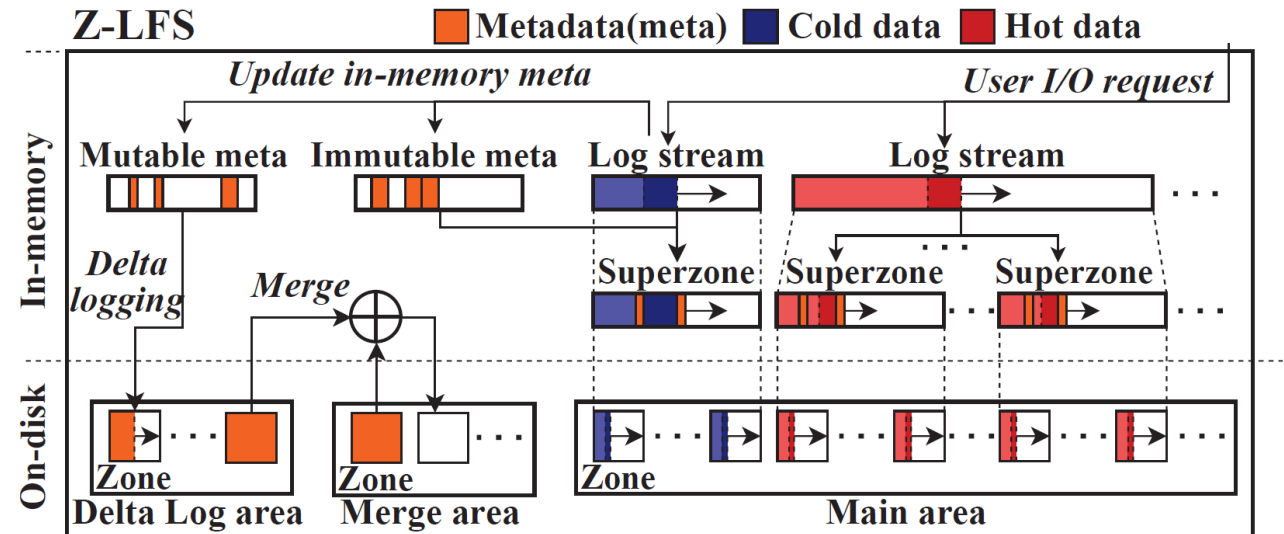 Z-LFS
Metadata(meta)
Cold data
Hot data
Update in-memory meta
User I/O request
In-memory
Mutable meta
Immutable meta
Log stream
Log stream
Delta
logging
Merge
Superzone
Superzone
Superzone
On-disk
Zone
Zone
Zone
Delta Log area
Merge area
Main area